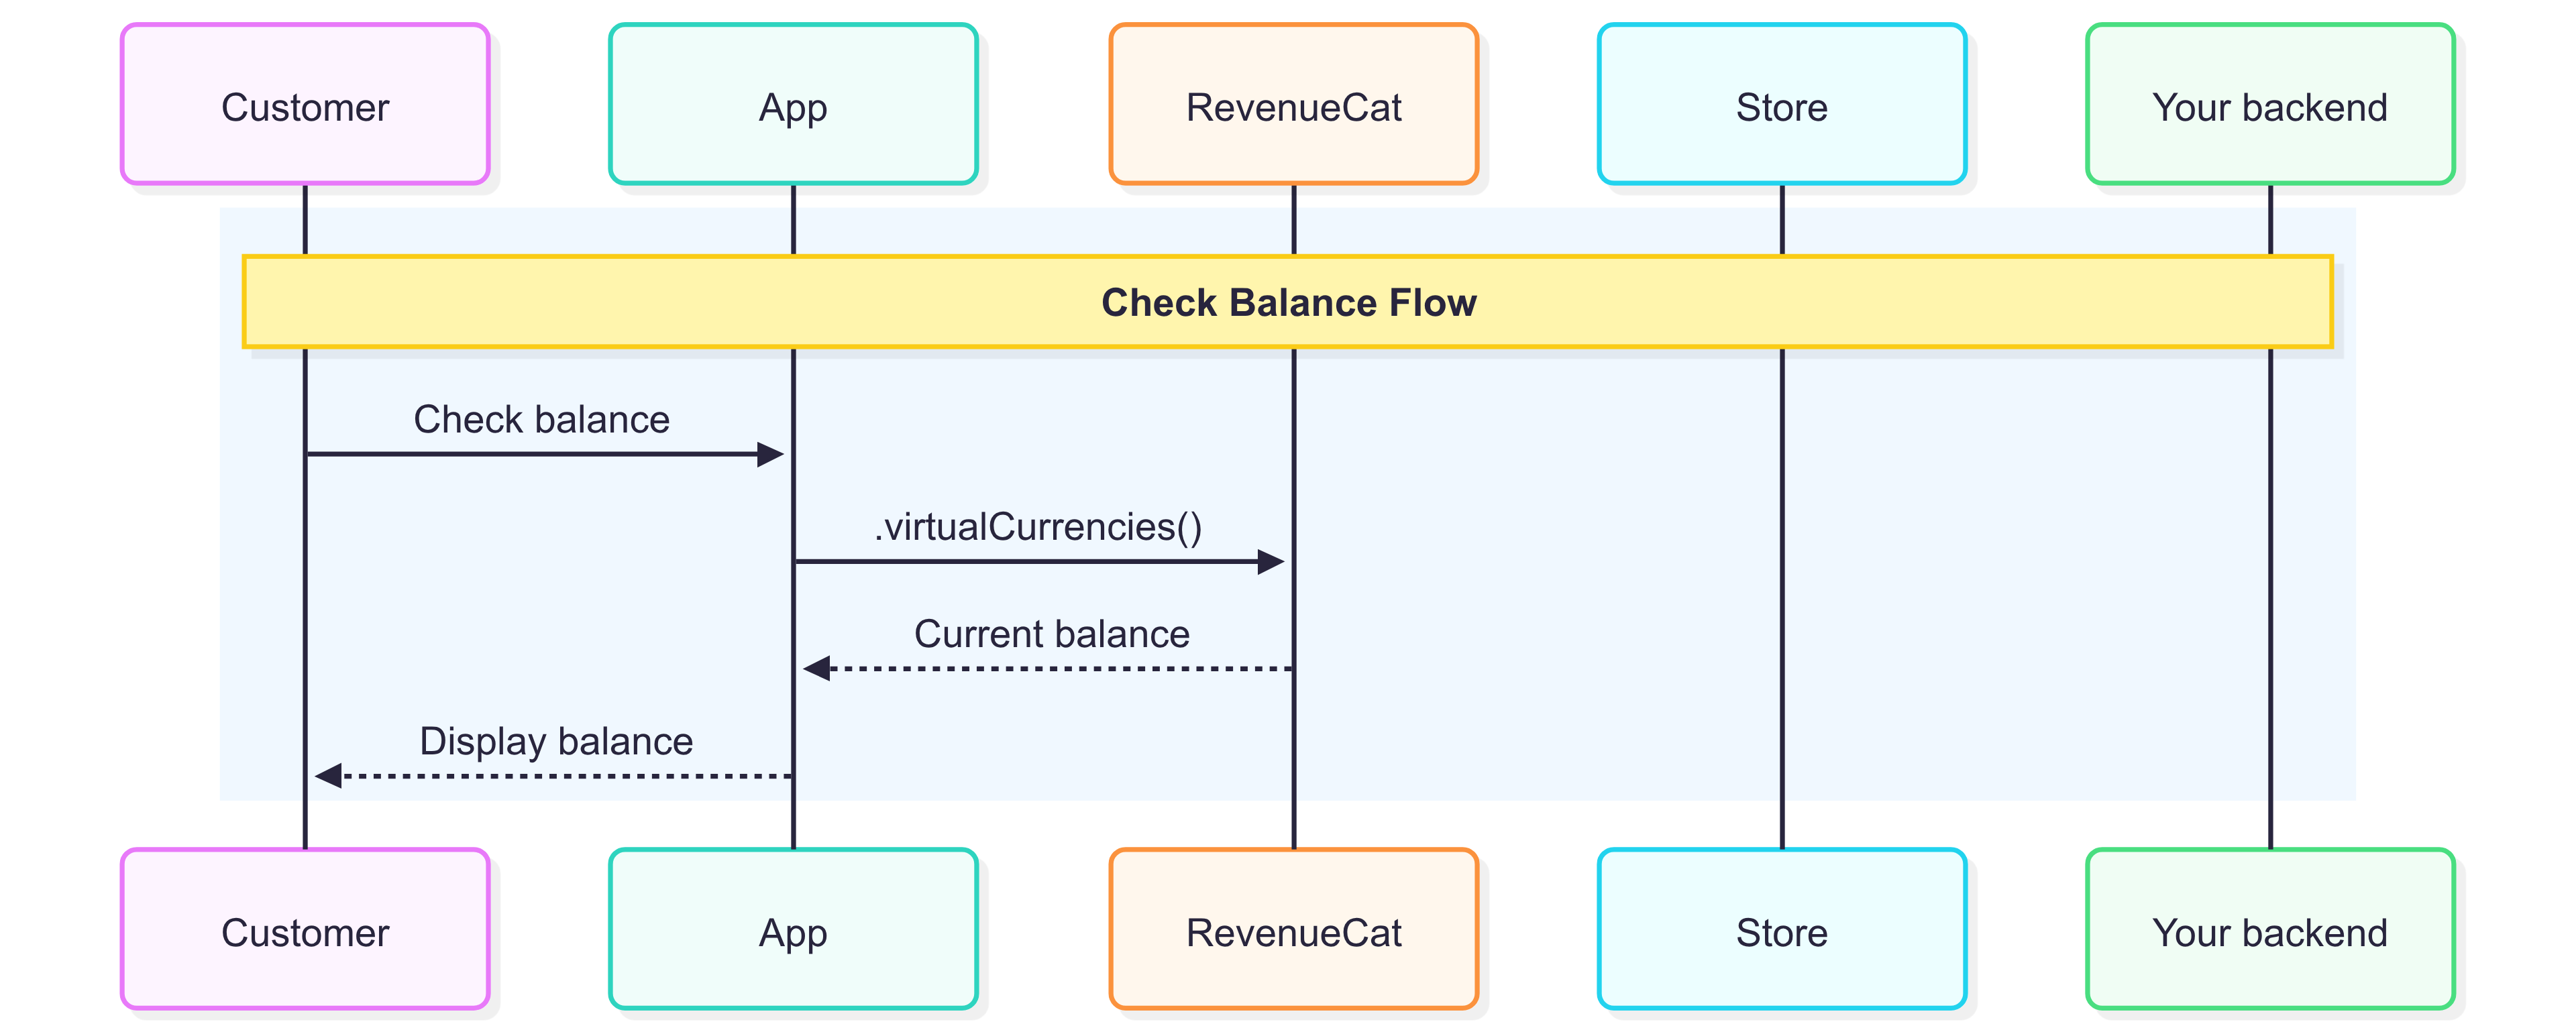 Customer
App
RevenueCat
Store
Your backend
Check Balance Flow
Check balance
.virtualCurrencies()
Current balance
Display balance
Customer
App
RevenueCat
Store
Your backend